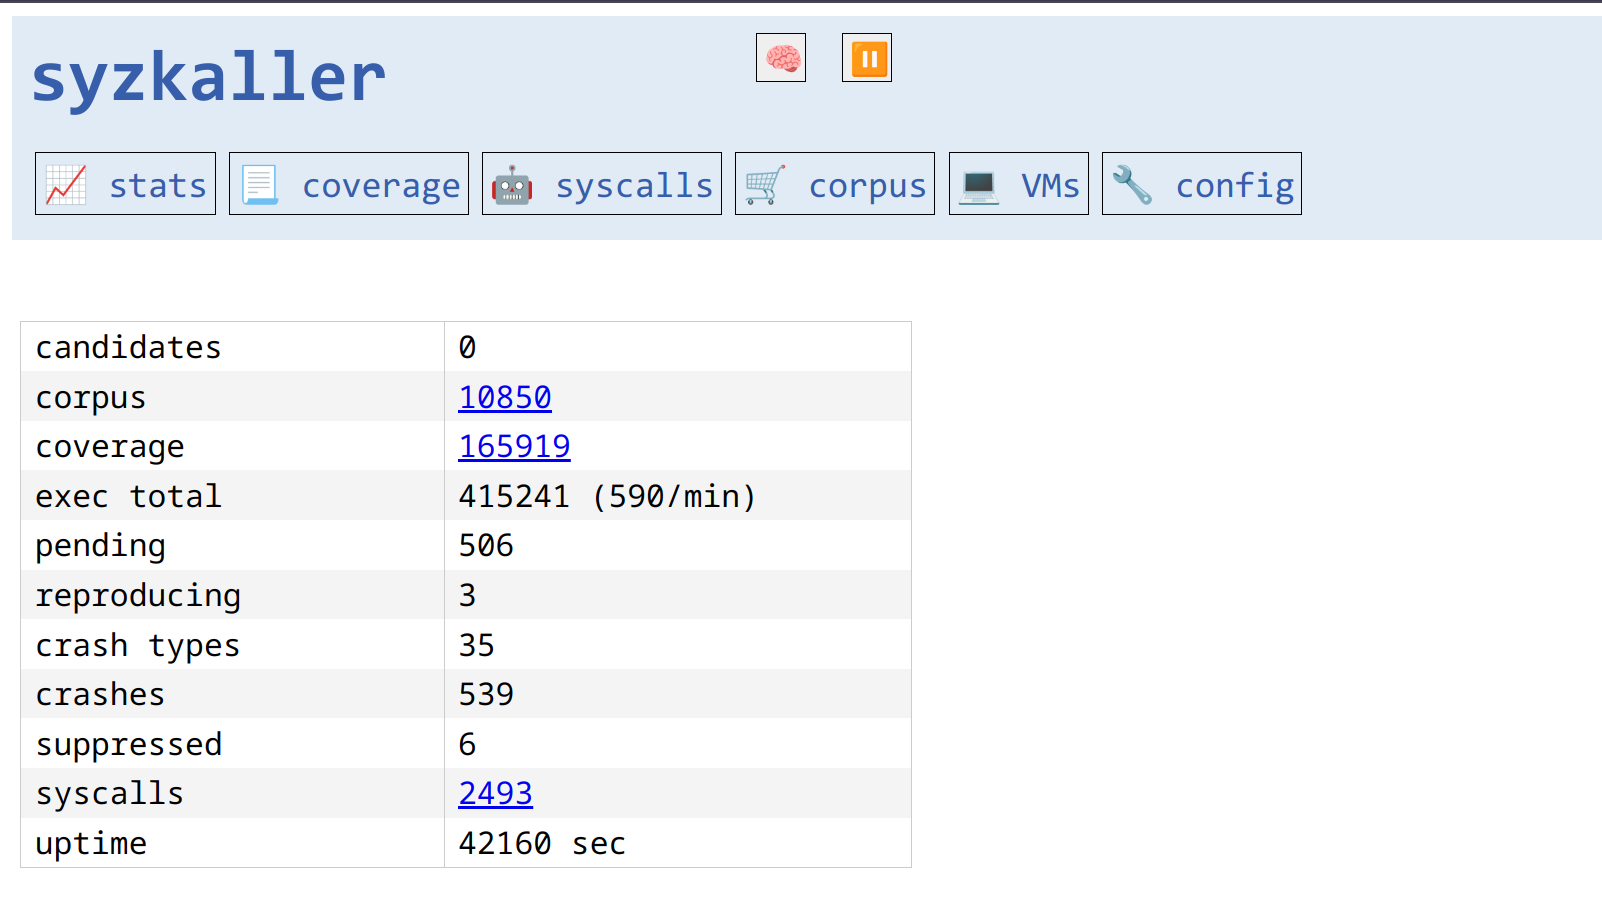 syzkaller
stats coverage syscalls corpus VMs config
candidates 0
corpus 10850
coverage 165919
exec total 415241 (590/min)
pending 506
reproducing 3
crash types 35
crashes 539
suppressed 6
syscalls 2493
uptime 42160 sec